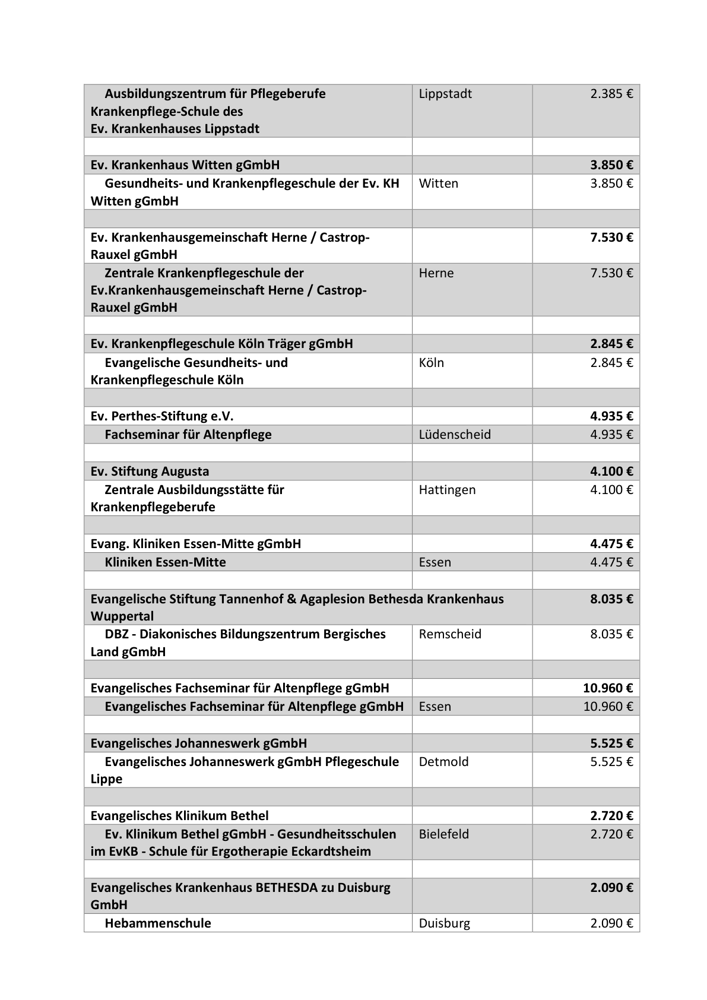 Ausbildungszentrum für Pflegeberufe Lippstadt 2.385 €
Krankenpflege-Schule des
Ev. Krankenhauses Lippstadt
Ev. Krankenhaus Witten gGmbH 3.850 €
Gesundheits- und Krankenpflegeschule der Ev. KH Witten 3.850 €
Witten gGmbH
Ev. Krankenhausgemeinschaft Herne / Castrop- 7.530 €
Rauxel gGmbH
Zentrale Krankenpflegeschule der Herne 7.530 €
Ev.Krankenhausgemeinschaft Herne / Castrop-
Rauxel gGmbH
Ev. Krankenpflegeschule Köln Träger gGmbH 2.845 €
Evangelische Gesundheits- und Köln 2.845 €
Krankenpflegeschule Köln
Ev. Perthes-Stiftung e.V. 4.935 €
Fachseminar für Altenpflege Lüdenscheid 4.935 €
Ev. Stiftung Augusta 4.100 €
Zentrale Ausbildungsstätte für Hattingen 4.100 €
Krankenpflegeberufe
Evang. Kliniken Essen-Mitte gGmbH 4.475 €
Kliniken Essen-Mitte Essen 4.475 €
Evangelische Stiftung Tannenhof & Agaplesion Bethesda Krankenhaus 8.035 €
Wuppertal
DBZ - Diakonisches Bildungszentrum Bergisches Remscheid 8.035 €
Land gGmbH
Evangelisches Fachseminar für Altenpflege gGmbH 10.960 €
Evangelisches Fachseminar für Altenpflege gGmbH Essen 10.960 €
Evangelisches Johanneswerk gGmbH 5.525 €
Evangelisches Johanneswerk gGmbH Pflegeschule Detmold 5.525 €
Lippe
Evangelisches Klinikum Bethel 2.720 €
Ev. Klinikum Bethel gGmbH - Gesundheitsschulen Bielefeld 2.720 €
im EvKB - Schule für Ergotherapie Eckardtsheim
Evangelisches Krankenhaus BETHESDA zu Duisburg 2.090 €
GmbH
Hebammenschule Duisburg 2.090 €